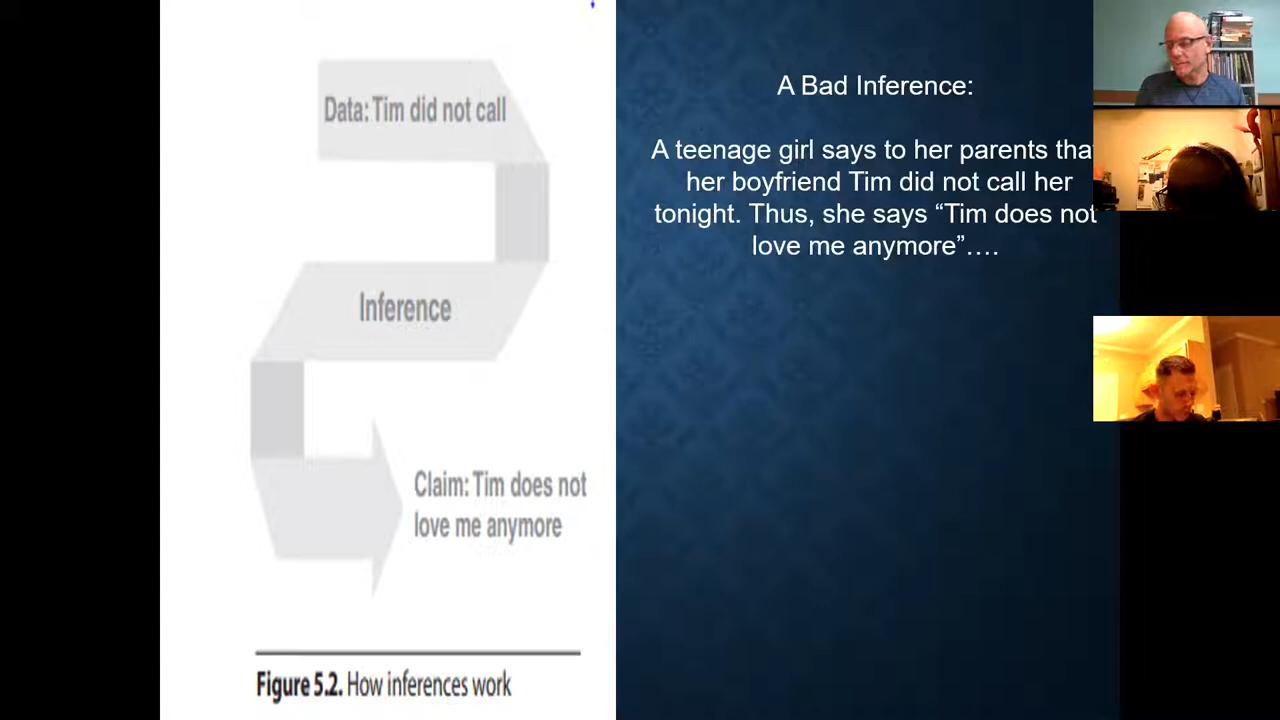 Data: Tim did not call
Inference
Claim: Tim does not
love me anymore
Figure 5.2. How inferences work
A Bad Inference:
A teenage girl says to her parents tha
her boyfriend Tim did not call her
tonight. Thus, she says “Tim does not
love me anymore”….